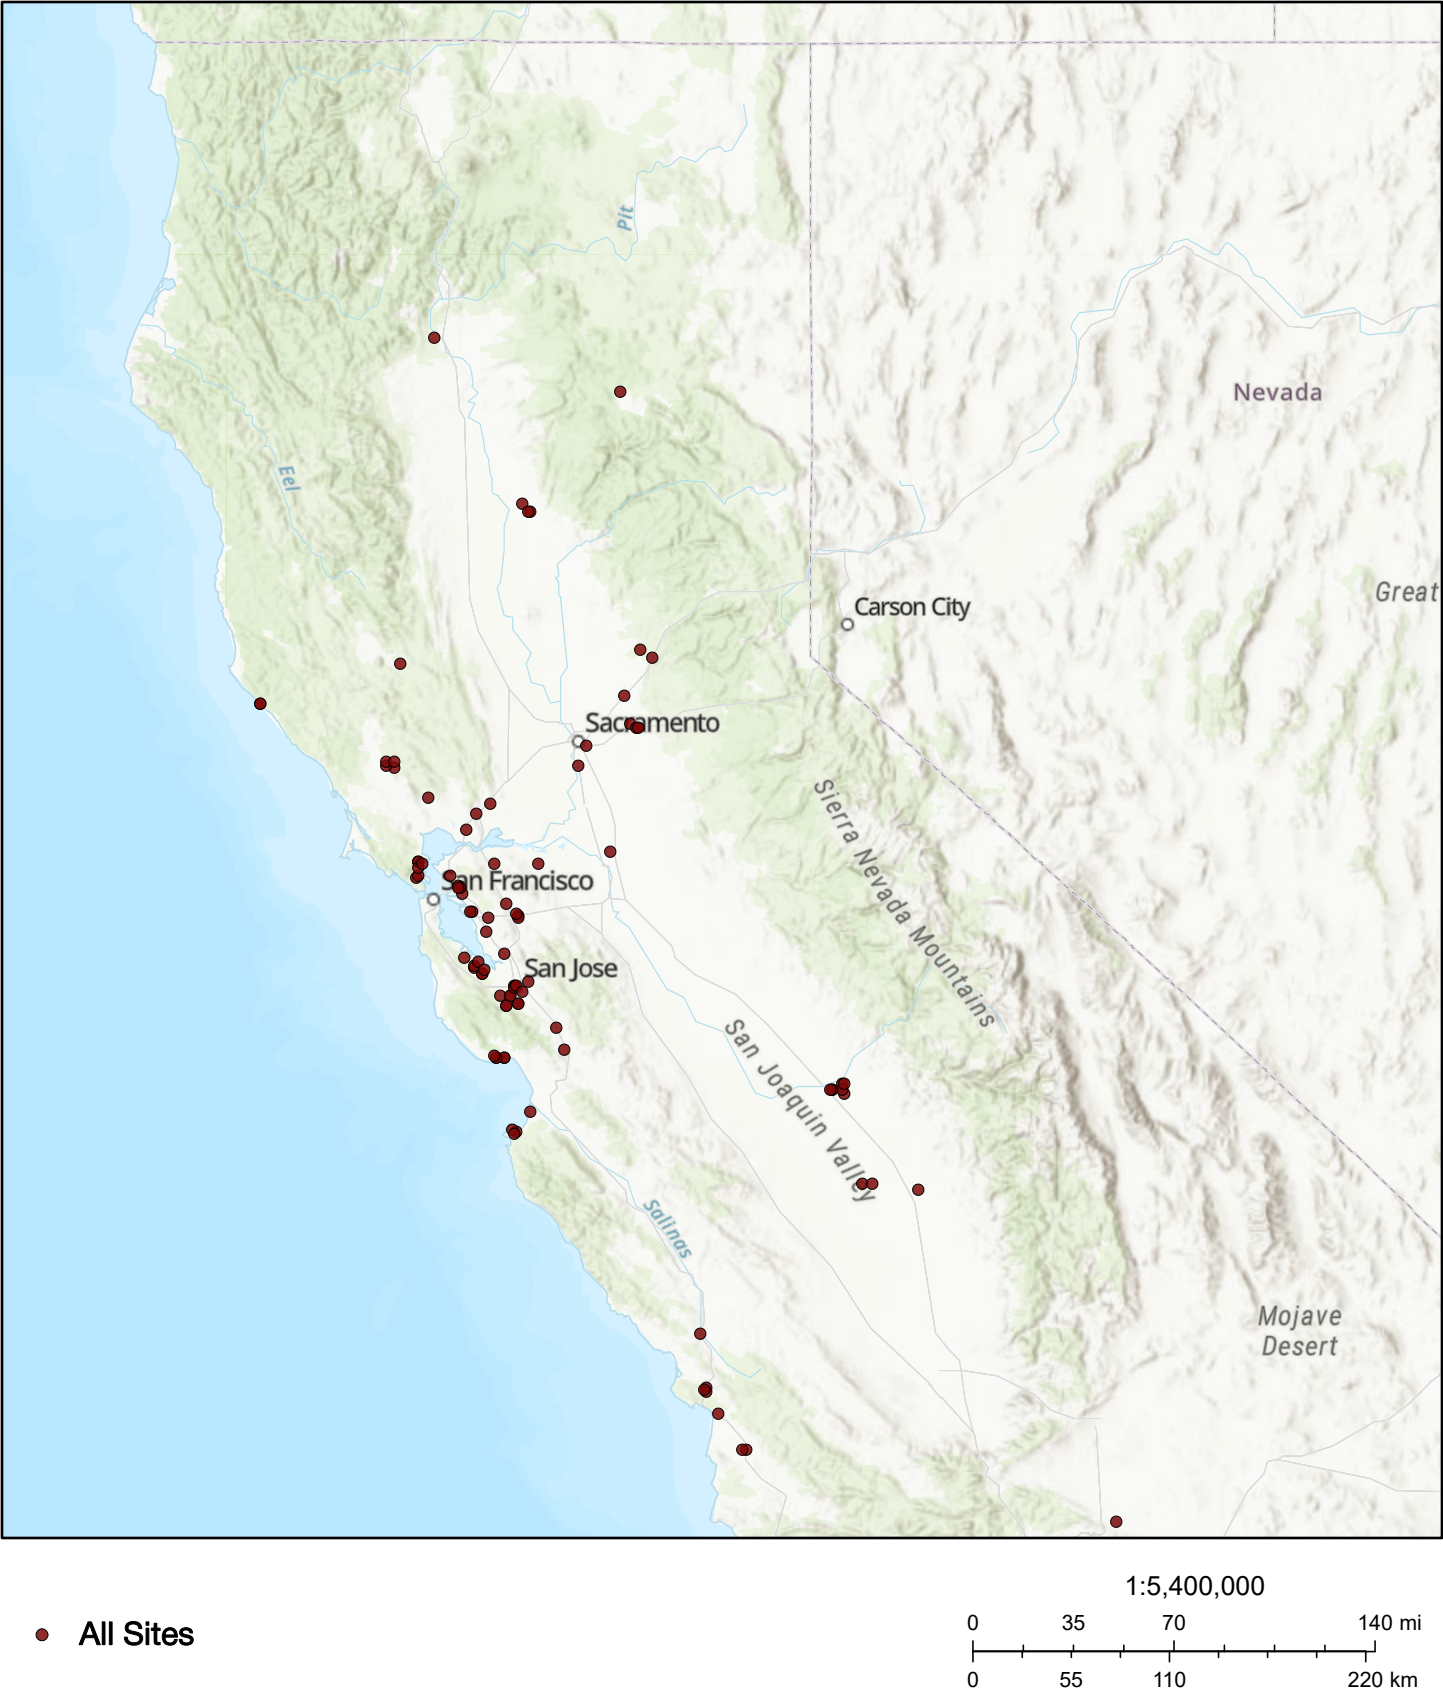 Pit
Nevada
Eel
Great
Carson City
Sacramento
Sierra Nevada Mountains
San Francisco
San Jose
San Joaquin Valley
Salinas
Mojave
Desert
1:5,400,000
0 35 70 140 mi
All Sites
0 55 110 220 km